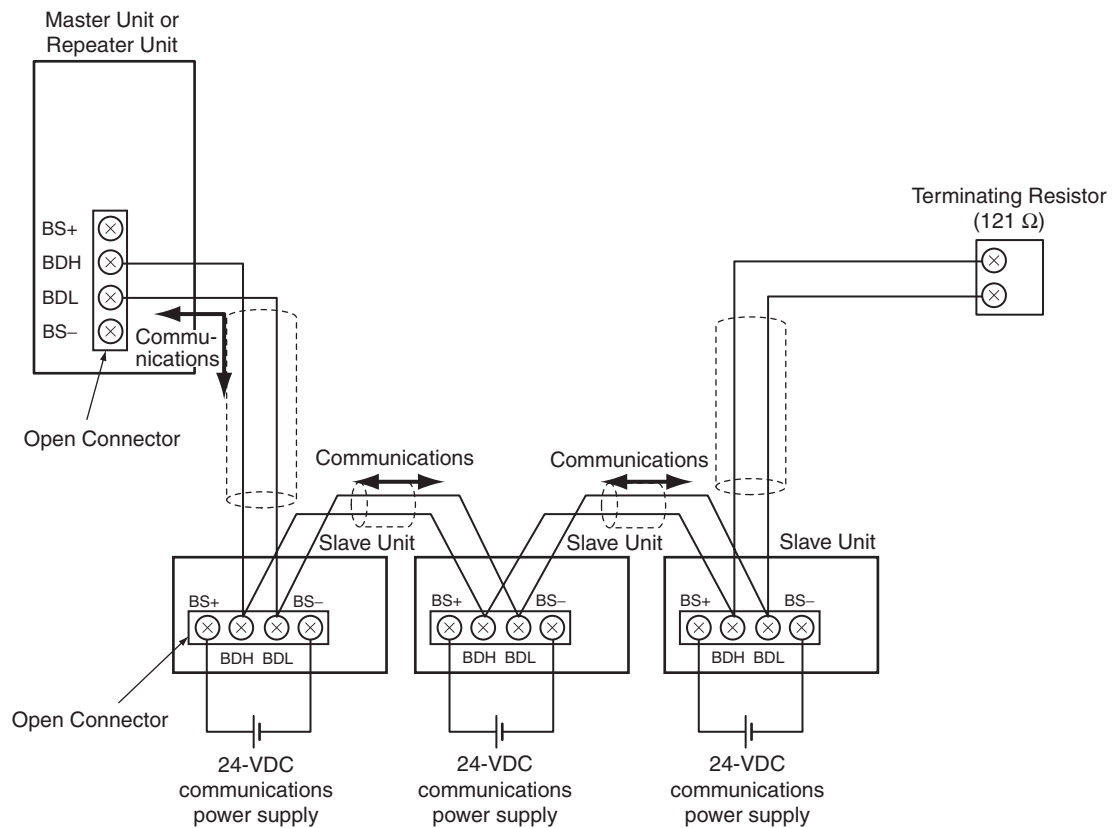 Master Unit or
Repeater Unit
BS+
BDH
BDL
BS–
Commu-
nications
Open Connector
Terminating Resistor
(121 Ω)
Communications
Communications
Slave Unit
Slave Unit
Slave Unit
BS+
BS–
BDH BDL
BS+
BS–
BDH BDL
BS+
BS–
BDH BDL
Open Connector
24-VDC
communications
power supply
24-VDC
communications
power supply
24-VDC
communications
power supply